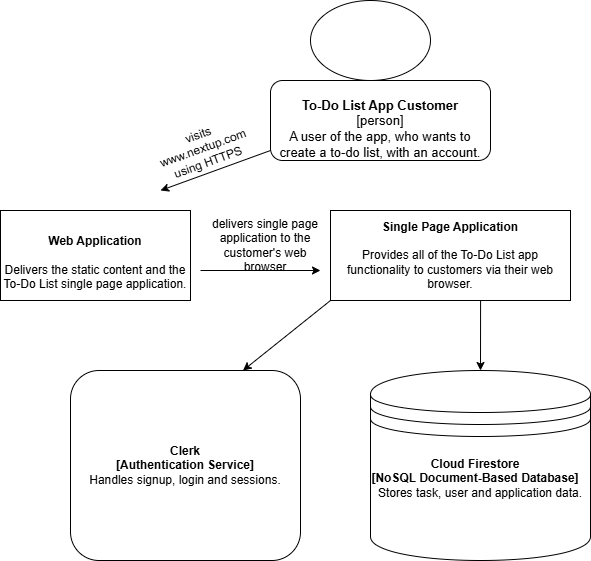 To-Do List App Customer
[person]
A user of the app, who wants to
create a to-do list, with an account.
visits
www.nextup.com
using HTTPS
Web Application
Delivers the static content and the
To-Do List single page application.
delivers single page
application to the
customer's web
browser
Single Page Application
Provides all of the To-Do List app
functionality to customers via their web
browser.
Clerk
[Authentication Service]
Handles signup, login and sessions.
Cloud Firestore
[NoSQL Document-Based Database]
Stores task, user and application data.